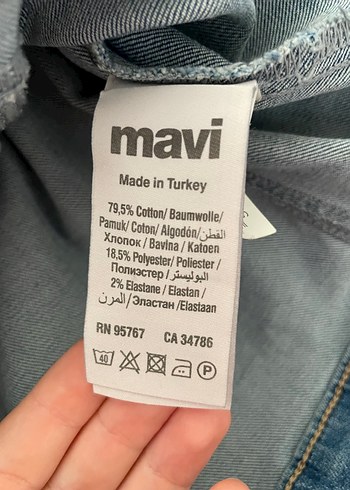 mavi
Made in Turkey
79,5% Cotton/ Baumwolle/
Pamuk/ Coton/ Algodón/القطن/
Хлопок / Bavlna / Katoen
18,5% Polyester/ Poliester /
Полиэстер /البوليستر/
2% Elastane / Elastan /
المرن/ Эластан /Elastaan
RN 95767 CA 34786
40 P